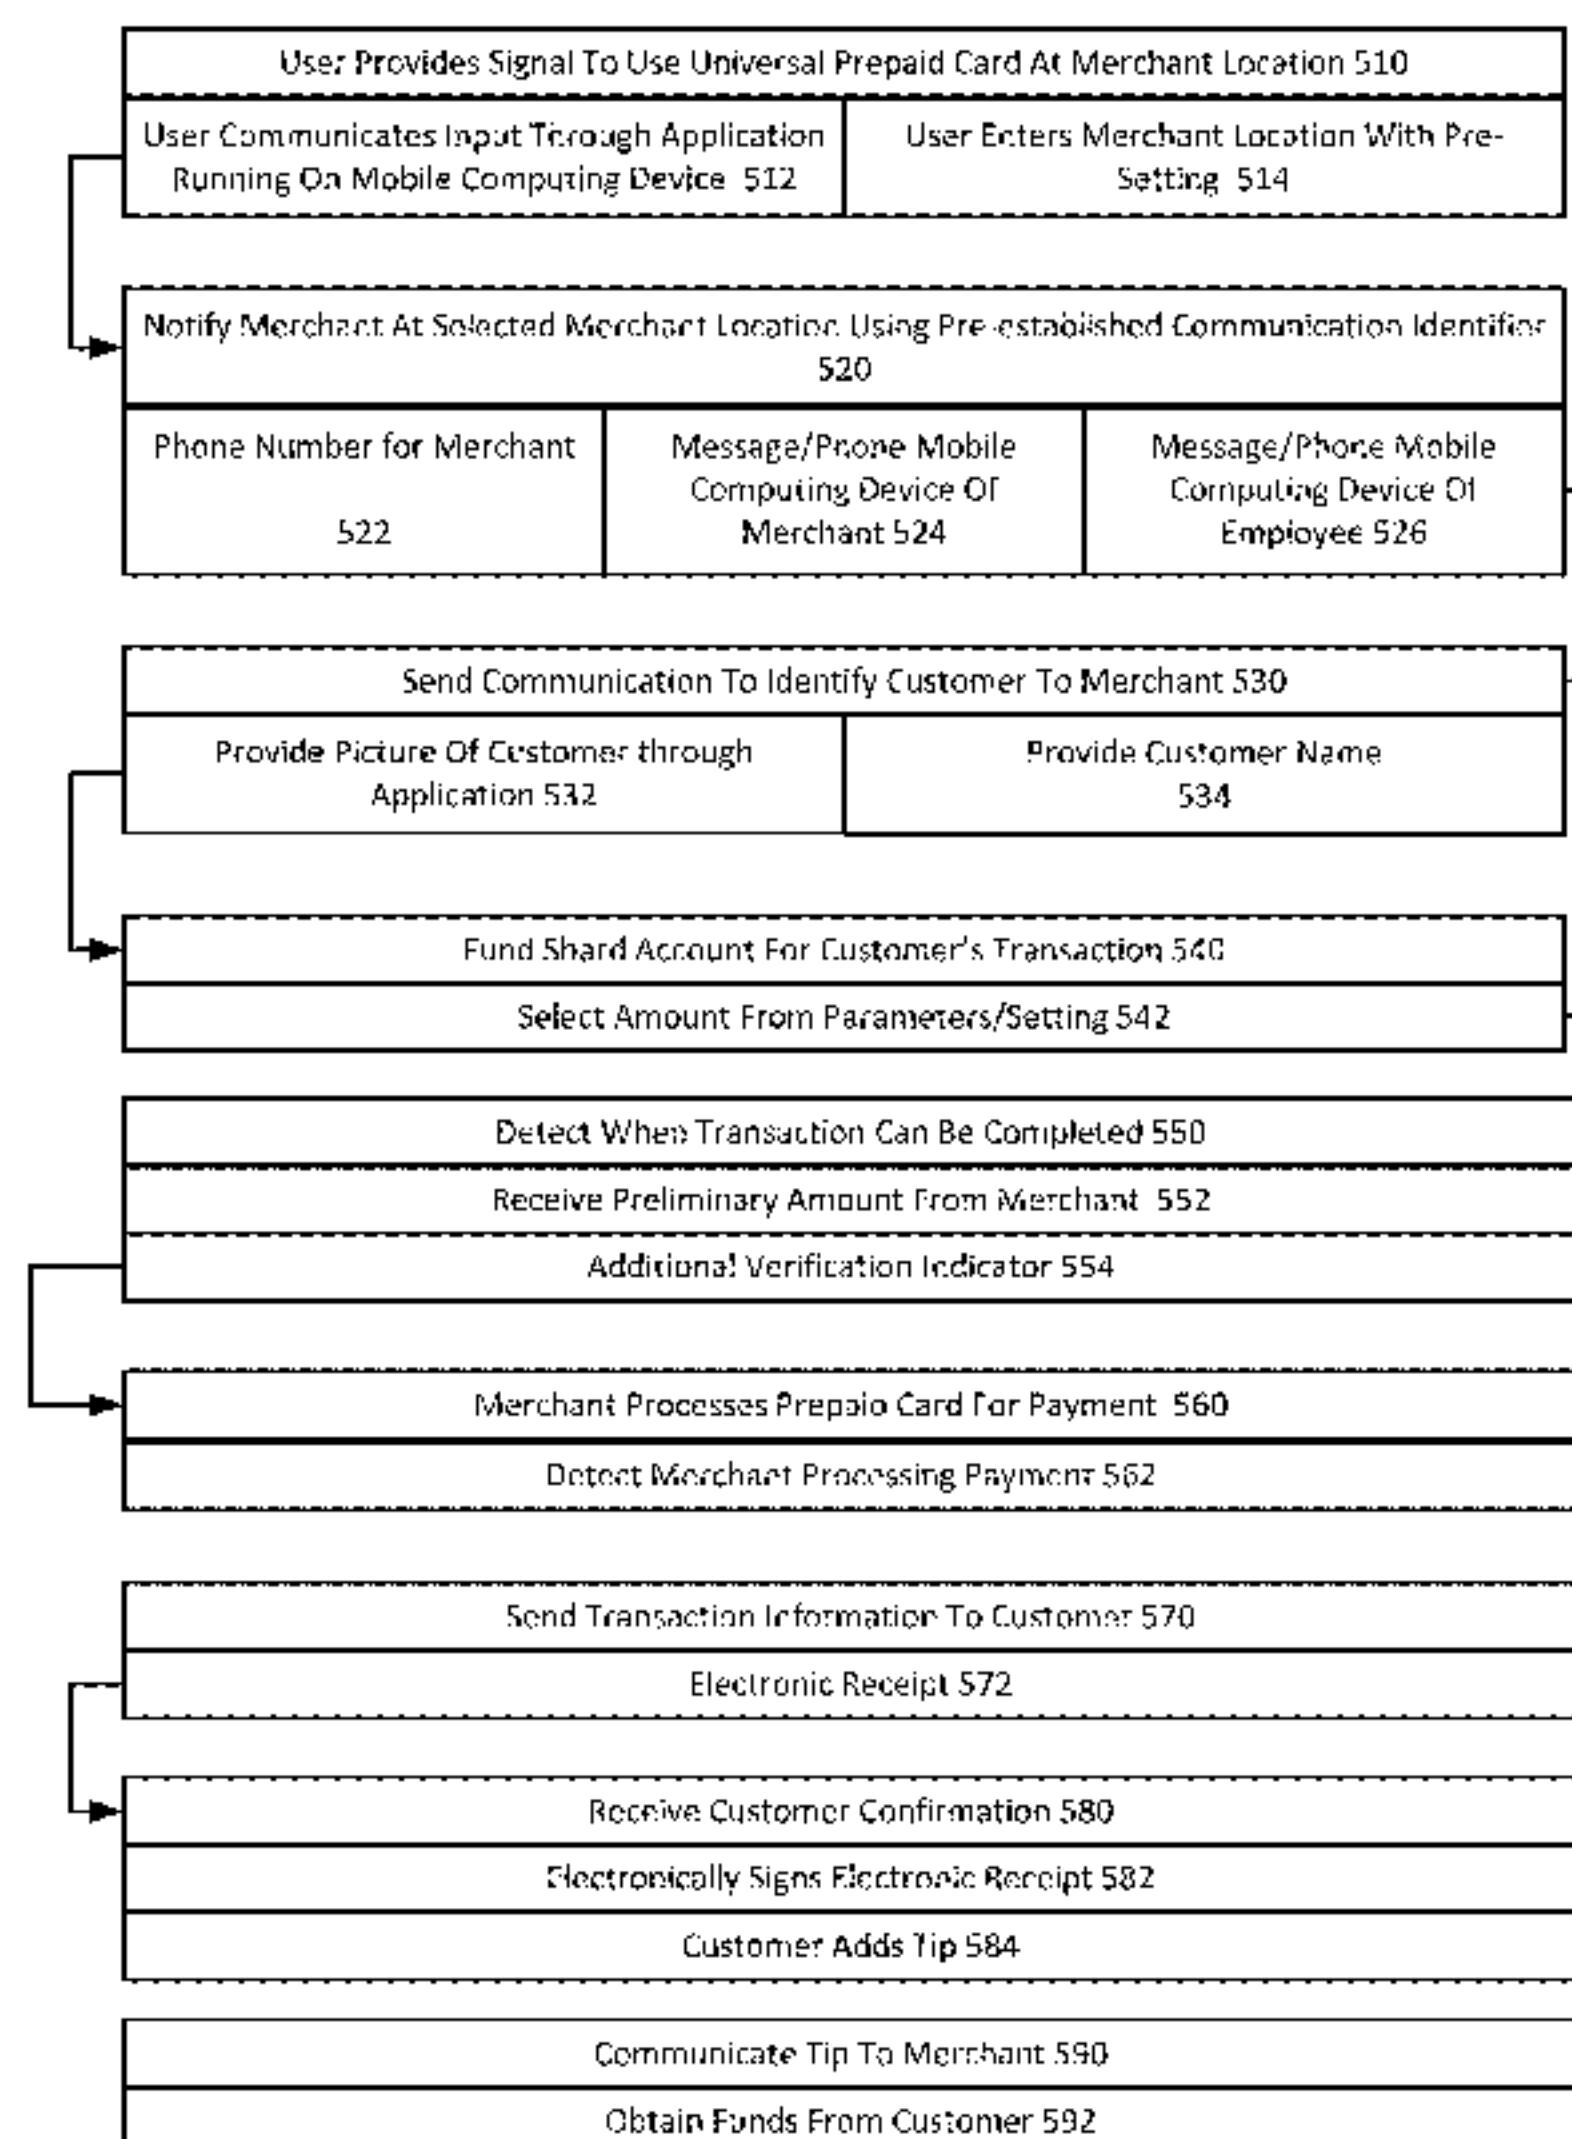 User Provides Signal To Use Universal Prepaid Card At Merchant Location 510
User Communicates Input Through Application
Running On Mobile Computing Device 512
User Enters Merchant Location With Pre-
Setting 514
Notify Merchant At Selected Merchant Location Using Pre-established Communication Identifier
520
Phone Number for Merchant
522
Message/Phone Mobile
Computing Device Of
Merchant 524
Message/Phone Mobile
Computing Device Of
Employee 526
Send Communication To Identify Customer To Merchant 530
Provide Picture Of Customer through
Application 532
Provide Customer Name
534
Fund Shard Account For Customer's Transaction 540
Select Amount From Parameters/Setting 542
Detect When Transaction Can Be Completed 550
Receive Preliminary Amount From Merchant 552
Additional Verification Indicator 554
Merchant Processes Prepaid Card For Payment 560
Detect Merchant Processing Payment 562
Send Transaction Information To Customer 570
Electronic Receipt 572
Receive Customer Confirmation 580
Electronically Signs Electronic Receipt 582
Customer Adds Tip 584
Communicate Tip To Merchant 590
Obtain Funds From Customer 592